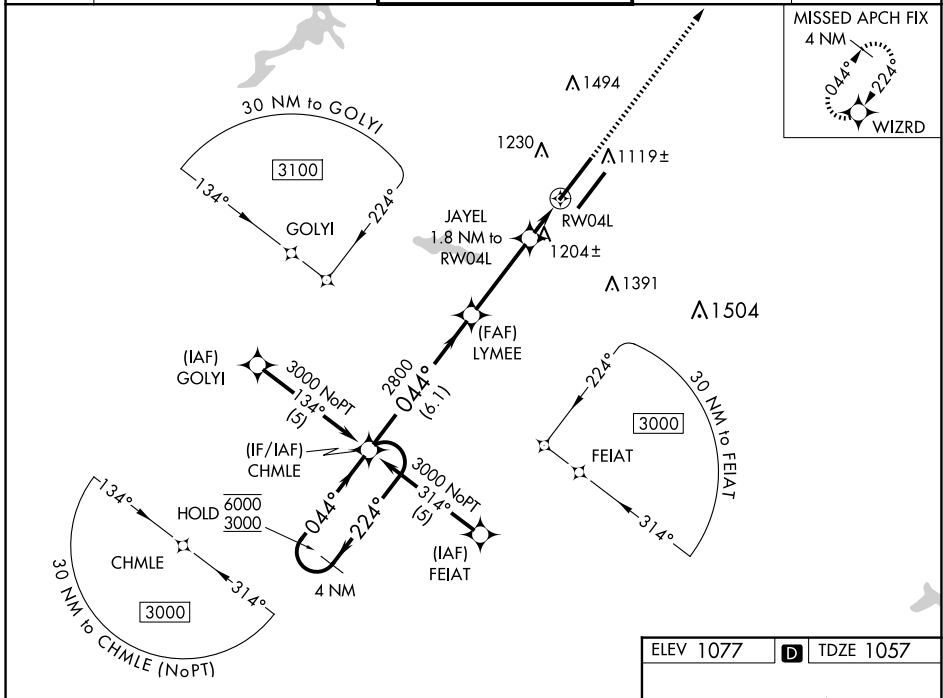 MISSED APCH FIX
4 NM
044°
224°
WIZRD
1494
30 NM to GOLYI
1230
1119±
3100
134°
224°
GOLYI
JAYEL
1.8 NM to
RW04L
RW04L
1204±
1391
1504
(FAF)
LYMEE
(IAF)
GOLYI
3000 NoPT
134°
(5)
2800
044°
(6.1)
224°
30 NM to FEIAT
3000
FEIAT
314°
(IF/IAF)
CHMLE
3000 NoPT
314°
(5)
(IAF)
FEIAT
HOLD
6000
3000
044°
224°
4 NM
134°
CHMLE
314°
3000
30 NM to CHMLE (NoPT)
ELEV 1077
D
TDZE 1057